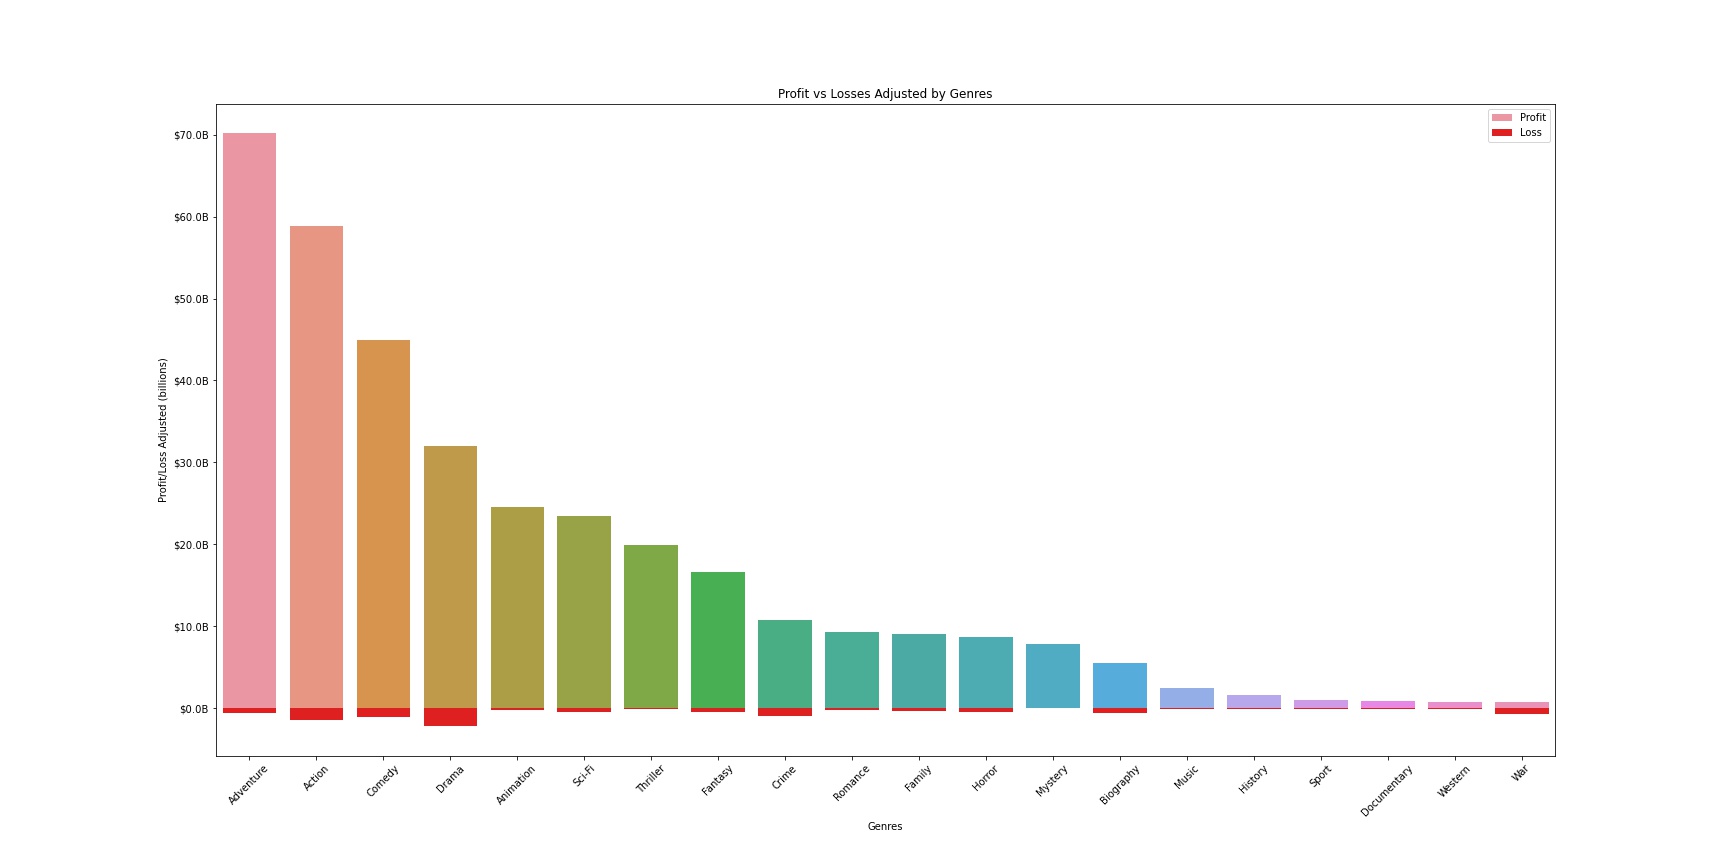 Profit vs Losses Adjusted by Genres
Profit
Loss
$70.0B
$60.0B
$50.0B
$40.0B
$30.0B
$20.0B
$10.0B
$0.0B
Profit/Loss Adjusted (billions)
Adventure
Action
Comedy
Drama
Animation
Sci-Fi
Thriller
Fantasy
Crime
Romance
Family
Horror
Mystery
Biography
Music
History
Sport
Documentary
Western
War
Genres